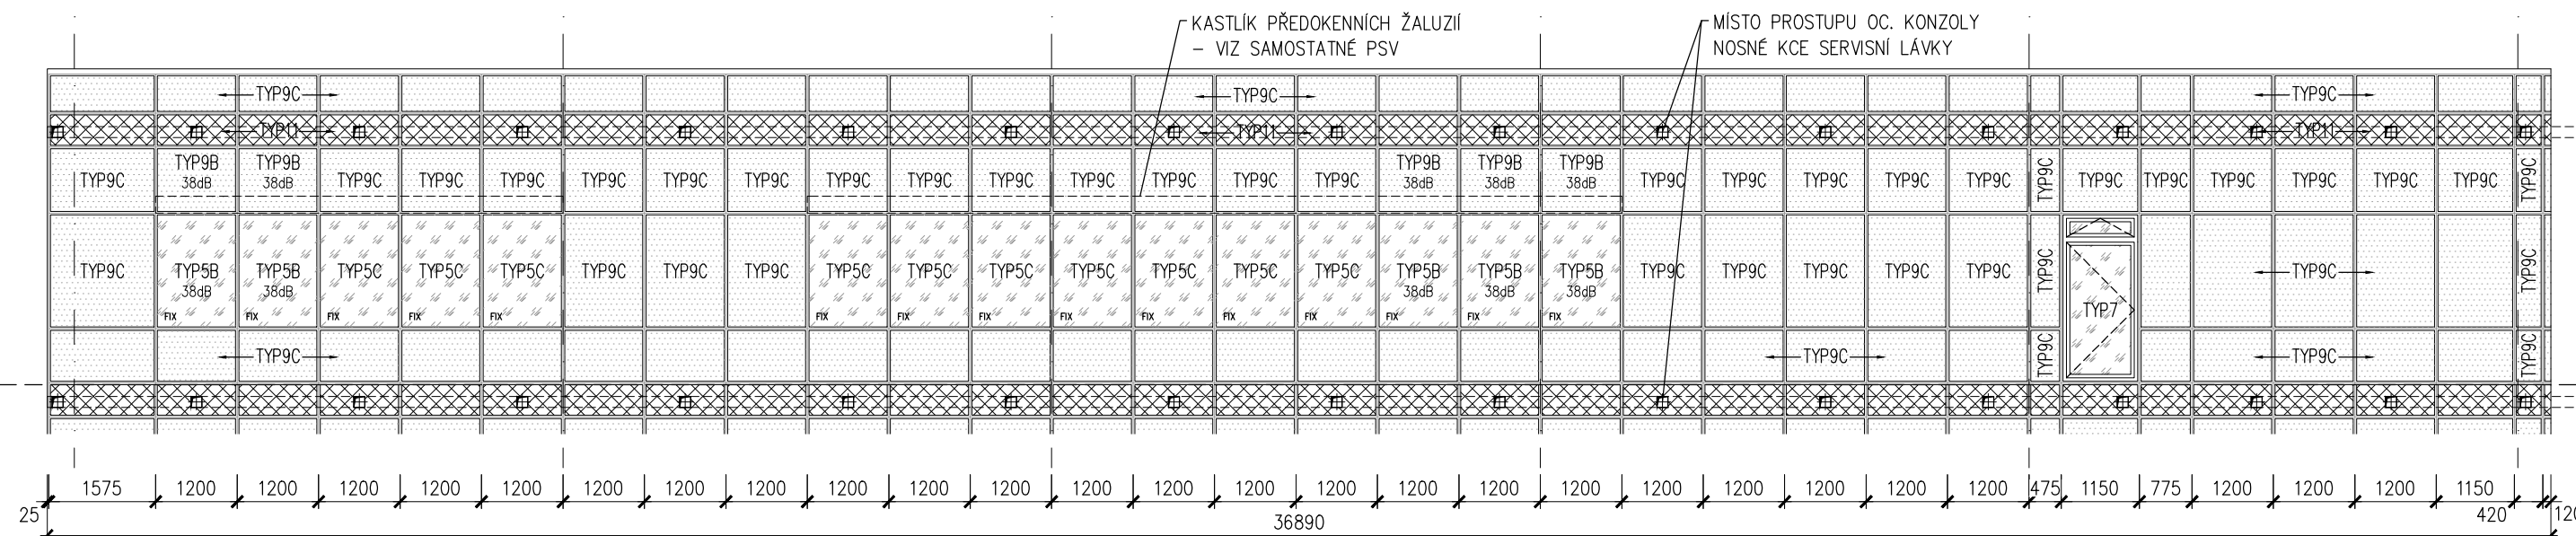 KASTLÍK PŘEDOKENNÍCH ŽALUZIÍ
– VIZ SAMOSTATNÉ PSV
MÍSTO PROSTUPU OC. KONZOLY
NOSNÉ KCE SERVISNÍ LÁVKY
TYP9C TYP9C TYP9C
TYP11 TYP11 TYP11
TYP9C TYP9B TYP9B TYP9C TYP9C TYP9C TYP9C TYP9C TYP9C TYP9C TYP9C TYP9C TYP9C TYP9C TYP9C TYP9C TYP9B TYP9B TYP9B TYP9C TYP9C TYP9C TYP9C TYP9C TYP9C TYP9C TYP9C TYP9C TYP9C TYP9C TYP9C TYP9C
38dB 38dB 38dB 38dB 38dB
TYP9C TYP5B TYP5B TYP5C TYP5C TYP5C TYP9C TYP9C TYP9C TYP5C TYP5C TYP5C TYP5C TYP5C TYP5C TYP5C TYP5B TYP5B TYP5B TYP9C TYP9C TYP9C TYP9C TYP9C TYP9C TYP9C TYP9C
38dB 38dB 38dB 38dB 38dB
TYP7
FIX FIX FIX FIX FIX FIX FIX FIX FIX FIX FIX FIX FIX FIX FIX
TYP9C TYP9C TYP9C TYP9C TYP9C
1575 1200 1200 1200 1200 1200 1200 1200 1200 1200 1200 1200 1200 1200 1200 1200 1200 1200 1200 1200 1200 1200 1200 1200 475 1150 775 1200 1200 1200 1150
25 420 120
36890